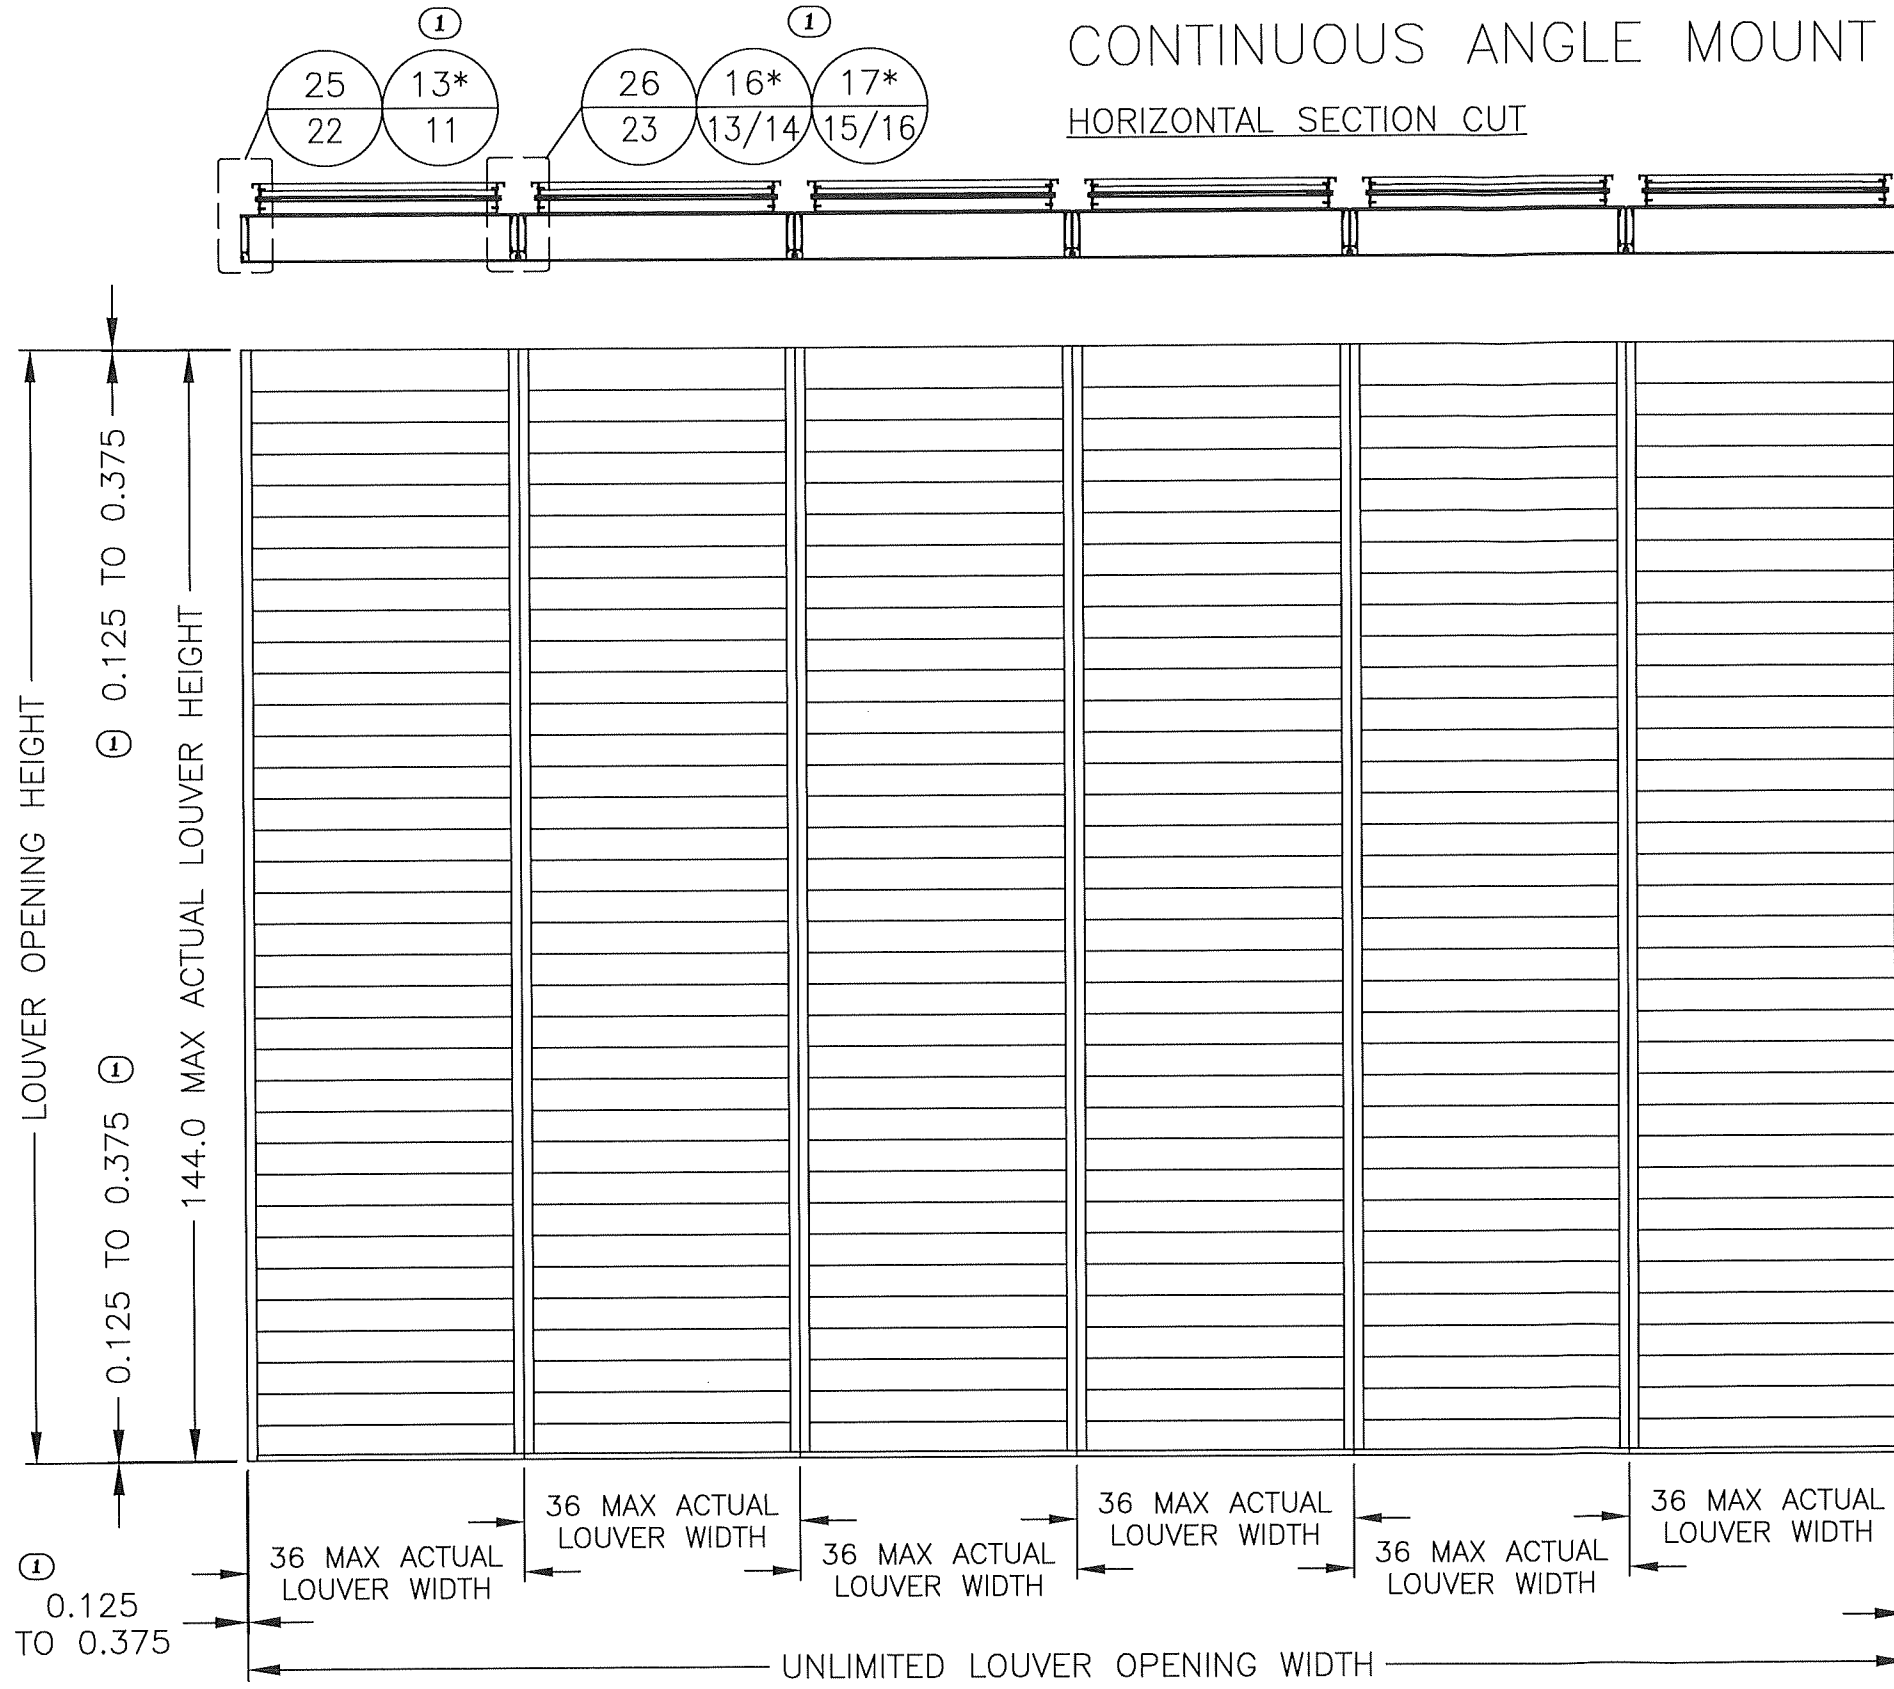 1
1
CONTINUOUS ANGLE MOUNT
25
22
13*
11
26
23
16*
13/14
17*
15/16
HORIZONTAL SECTION CUT
LOUVER OPENING HEIGHT
1 0.125 TO 0.375
0.125 TO 0.375 1
144.0 MAX ACTUAL LOUVER HEIGHT
36 MAX ACTUAL
LOUVER WIDTH
36 MAX ACTUAL
LOUVER WIDTH
36 MAX ACTUAL
LOUVER WIDTH
36 MAX ACTUAL
LOUVER WIDTH
36 MAX ACTUAL
LOUVER WIDTH
36 MAX ACTUAL
LOUVER WIDTH
1
0.125
TO 0.375
UNLIMITED LOUVER OPENING WIDTH